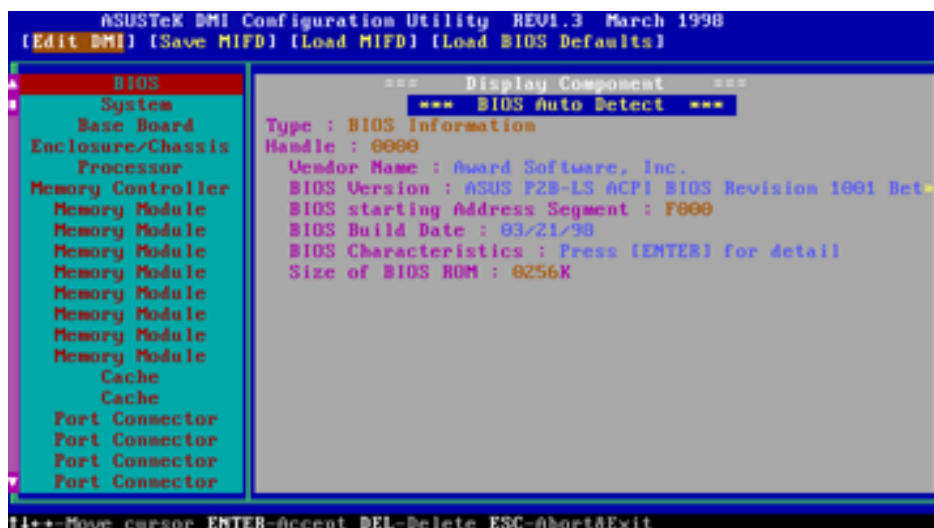 ASUSTeK DMI Configuration Utility REV1.3 March 1998
[Edit DMI] [Save MIFD] [Load MIFD] [Load BIOS Defaults]
BIOS
System
Base Board
Enclosure/Chassis
Processor
Memory Controller
Memory Module
Memory Module
Memory Module
Memory Module
Memory Module
Memory Module
Memory Module
Memory Module
Cache
Cache
Port Connector
Port Connector
Port Connector
Port Connector
=== Display Component ===
*** BIOS Auto Detect ***
Type : BIOS Information
Handle : 0000
Vendor Name : Award Software, Inc.
BIOS Version : ASUS P2B-LS ACPI BIOS Revision 1001 Bet
BIOS starting Address Segment : F000
BIOS Build Date : 03/21/98
BIOS Characteristics : Press [ENTER] for detail
Size of BIOS ROM : 0256K
↑↓←→-Move cursor ENTER-Accept DEL-Delete ESC-Abort&Exit